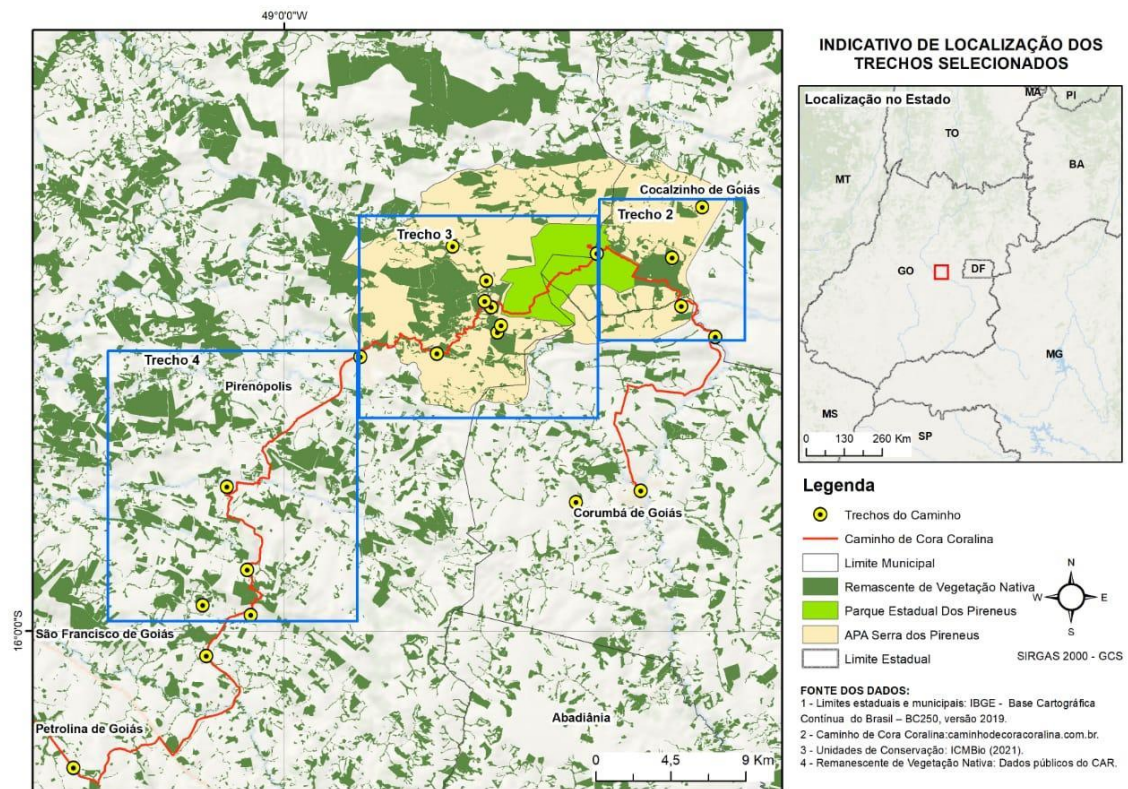 49°0'0"W
Cocalzinho de Goiás
Trecho 2
Trecho 3
Trecho 4
Pirenópolis
Corumbá de Goiás
16°0'0"S
São Francisco de Goiás
Petrolina de Goiás
Abadiânia
0 4,5 9 Km
INDICATIVO DE LOCALIZAÇÃO DOS
TRECHOS SELECIONADOS
Localização no Estado
MA
PI
TO
BA
MT
GO
DF
MG
MS
SP
0 130 260 Km
Legenda
Trechos do Caminho
Caminho de Cora Coralina
Limite Municipal
Remascente de Vegetação Nativa
Parque Estadual Dos Pireneus
APA Serra dos Pireneus
Limite Estadual
N
W E
S
SIRGAS 2000 - GCS
FONTE DOS DADOS:
1 - Limites estaduais e municipais: IBGE - Base Cartográfica
Contínua do Brasil – BC250, versão 2019.
2 - Caminho de Cora Coralina:caminhodecoracoralina.com.br.
3 - Unidades de Conservação: ICMBio (2021).
4 - Remanescente de Vegetação Nativa: Dados públicos do CAR.